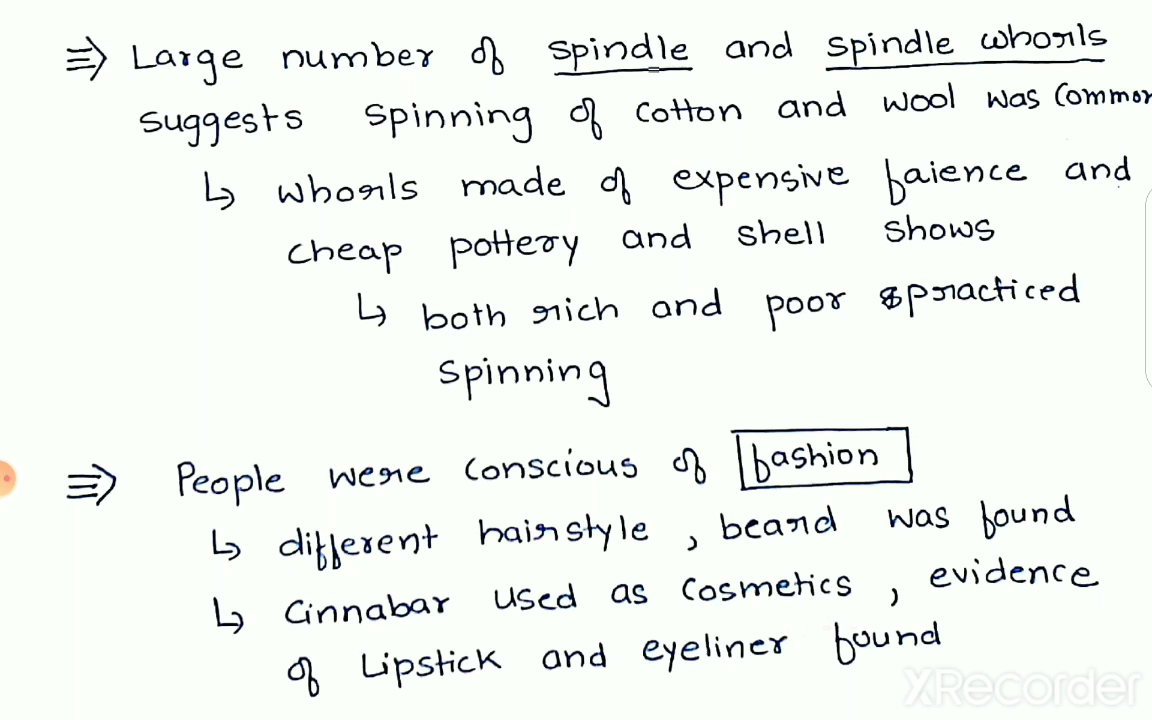 ⇒ Large number of spindle and spindle whorls
suggests spinning of cotton and wool was common
↳ whorls made of expensive faience and
cheap pottery and shell shows
↳ both rich and poor practiced
spinning
⇒ People were conscious of fashion
↳ different hairstyle, beard was found
↳ Cinnabar used as cosmetics, evidence
of Lipstick and eyeliner found
XRecorder